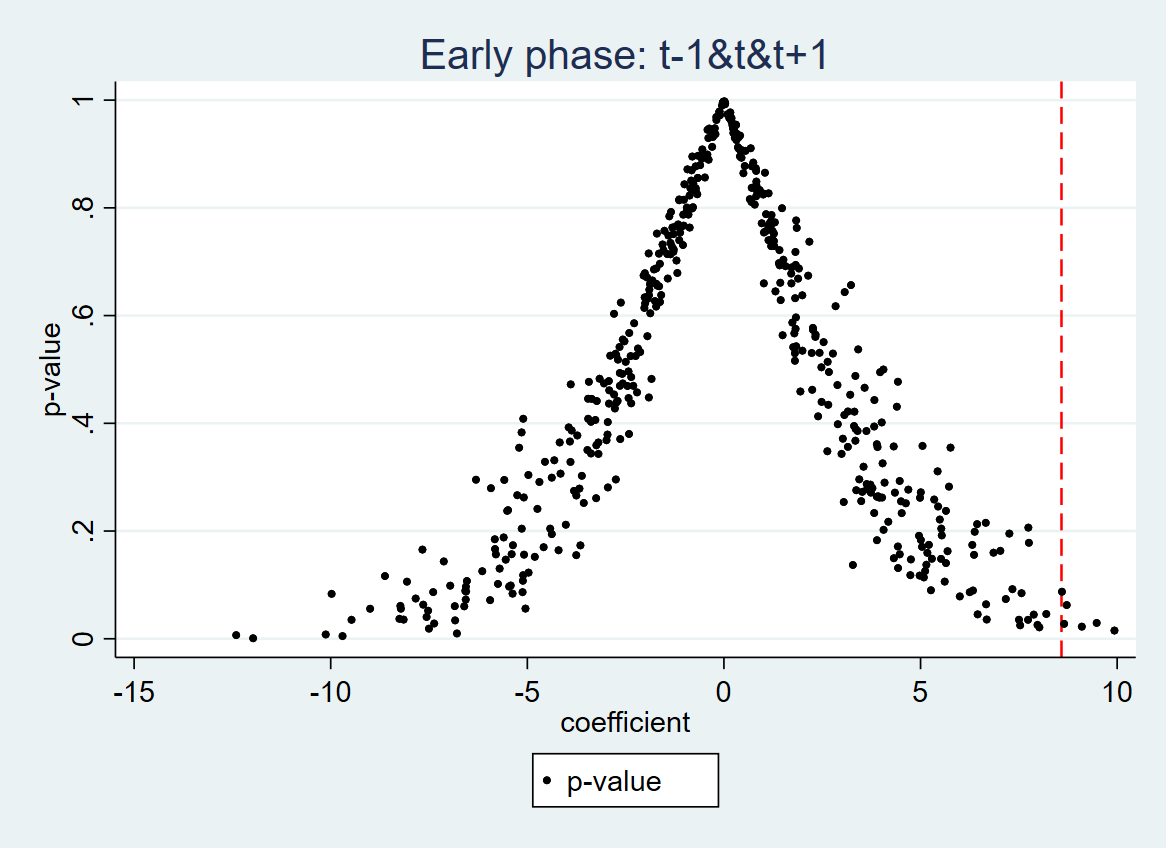 Early phase: t-1&t&t+1
p-value
1
.8
.6
.4
.2
0
-15 -10 -5 0 5 10
coefficient
p-value